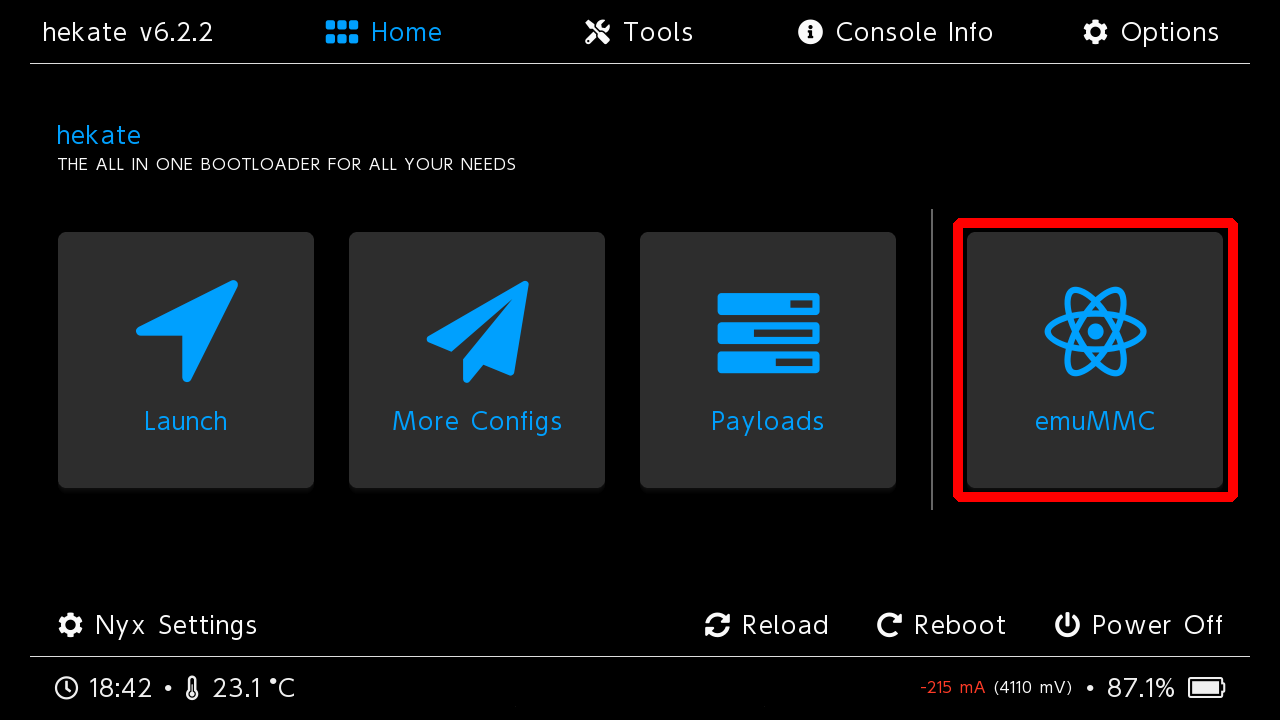 hekate v6.2.2 Home Tools Console Info Options
hekate
THE ALL IN ONE BOOTLOADER FOR ALL YOUR NEEDS
Launch More Configs Payloads emuMMC
Nyx Settings Reload Reboot Power Off
18:42 • 23.1 °C -215 mA (4110 mV) • 87.1%